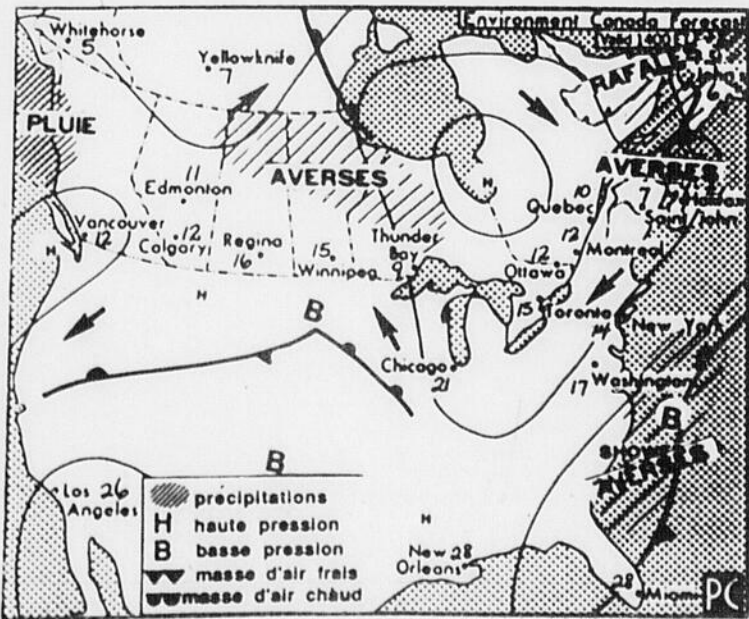 Environment Canada Forecast
Whitehorse
5
Yellowknife
7
RAFALES
PLUIE
AVERSES
AVERSES
11
Edmonton
H
10
Quebec
7
Halifax
Saint John
Vancouver
12
12
Calgary
Regina
16
15
Winnipeg
Thunder
Bay
9
12
12
Ottawa
Montreal
H
H
B
15
Toronto
14
New York
Chicago
21
17
Washington
B
SHOWERS
AVERSES
B
Los 26
Angeles
précipitations
H haute pression
B basse pression
masse d'air frais
masse d'air chaud
H
New 28
Orleans
28
Miami
PC